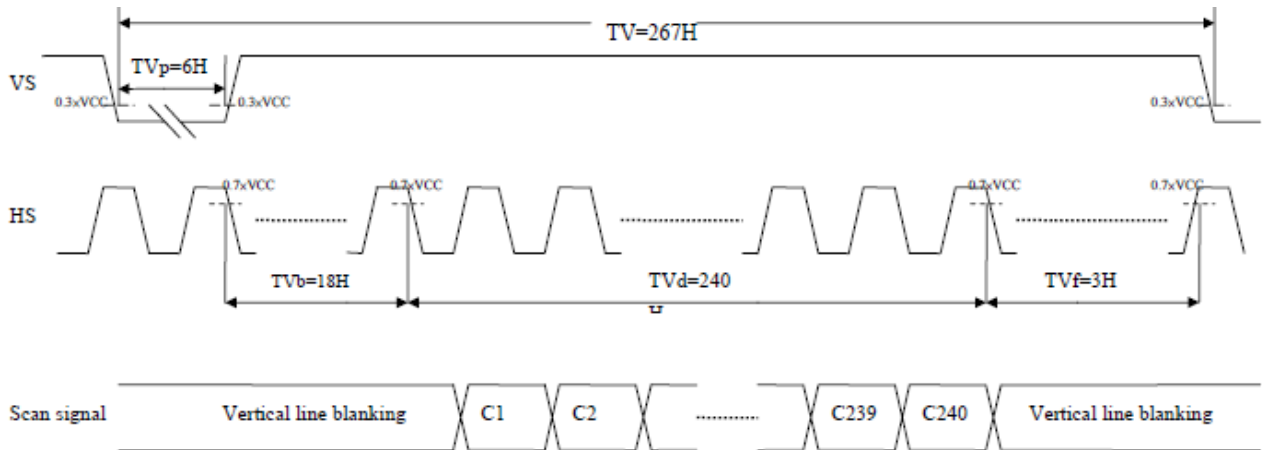 TV=267H
TVp=6H
VS
0.3xVCC
0.3xVCC
0.3xVCC
0.7xVCC
0.7xVCC
0.7xVCC
0.7xVCC
HS
TVb=18H
TVd=240
H
TVf=3H
Scan signal
Vertical line blanking
C1
C2
C239
C240
Vertical line blanking